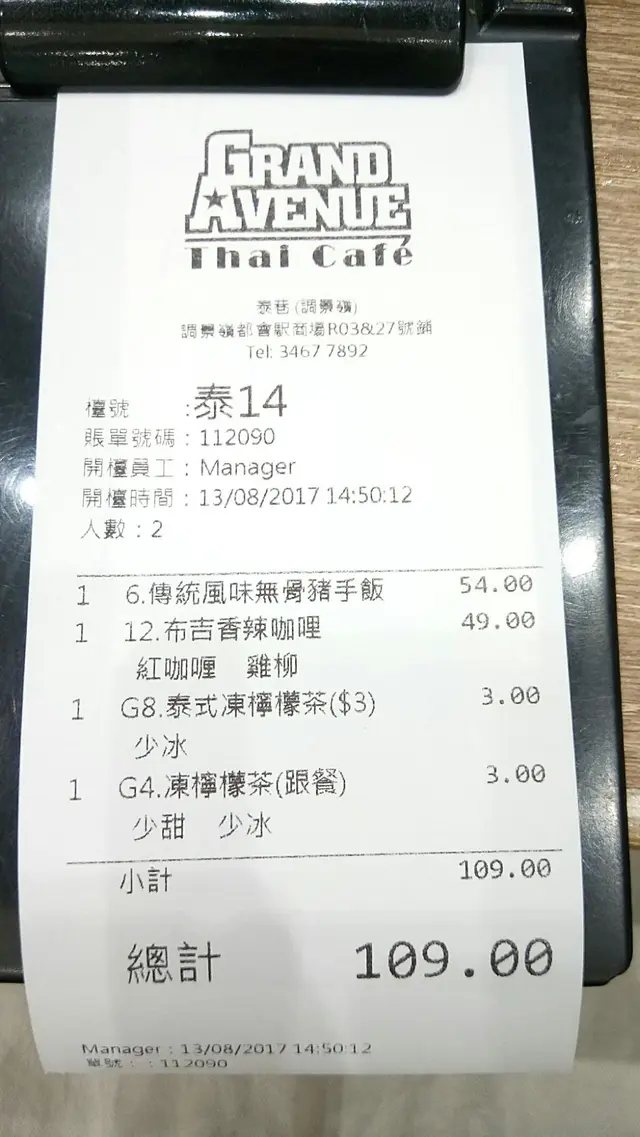 GRAND
AVENUE
Thai Café
泰巷 (調景嶺)
調景嶺都會駅商場R03&27號舖
Tel: 3467 7892
檯號 :泰14
賬單號碼 : 112090
開檯員工 : Manager
開檯時間 : 13/08/2017 14:50:12
人數 : 2
1 6.傳統風味無骨豬手飯 54.00
1 12.布吉香辣咖哩 49.00
紅咖喱 雞柳
1 G8.泰式凍檸檬茶($3) 3.00
少冰
1 G4.凍檸檬茶(跟餐) 3.00
少甜 少冰
小計 109.00
總計 109.00
Manager : 13/08/2017 14:50:12
單號 : : 112090